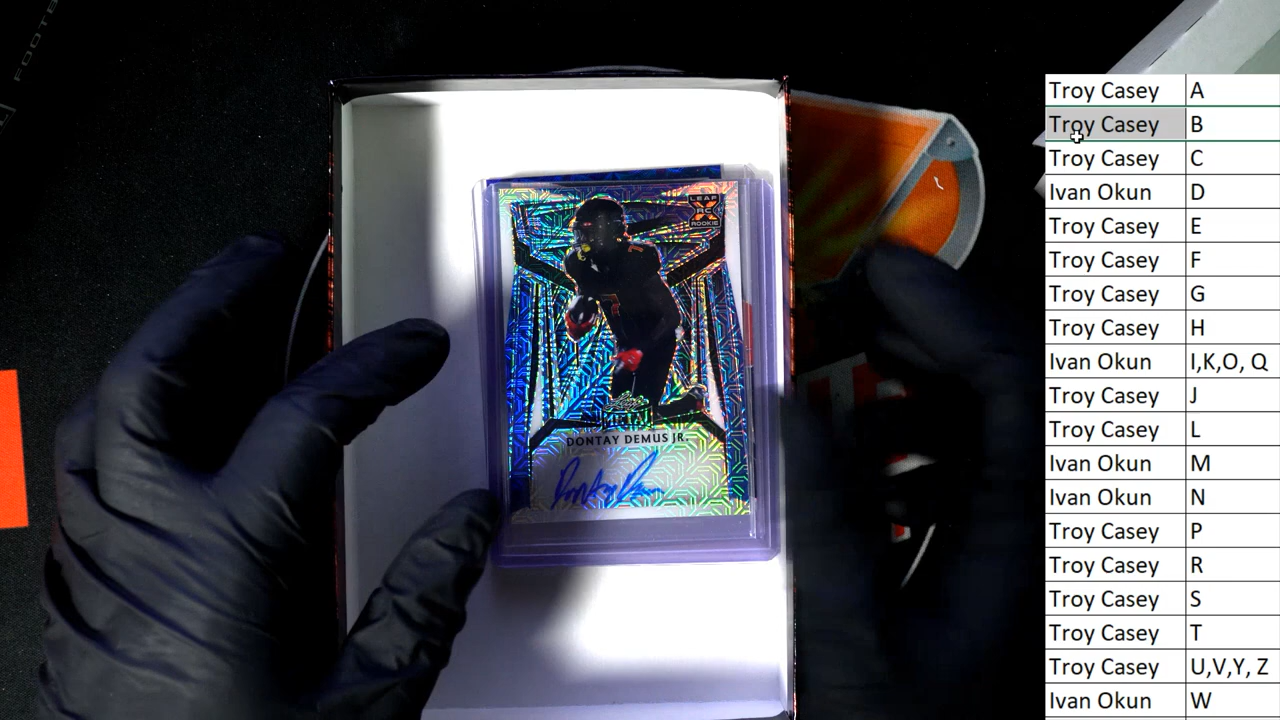 FOOTB
LEAF
RC
ROOKIE
DONTAY DEMUS JR.
Troy Casey A
Troy Casey B
Troy Casey C
Ivan Okun D
Troy Casey E
Troy Casey F
Troy Casey G
Troy Casey H
Ivan Okun I,K,O, Q
Troy Casey J
Troy Casey L
Ivan Okun M
Ivan Okun N
Troy Casey P
Troy Casey R
Troy Casey S
Troy Casey T
Troy Casey U,V,Y, Z
Ivan Okun W